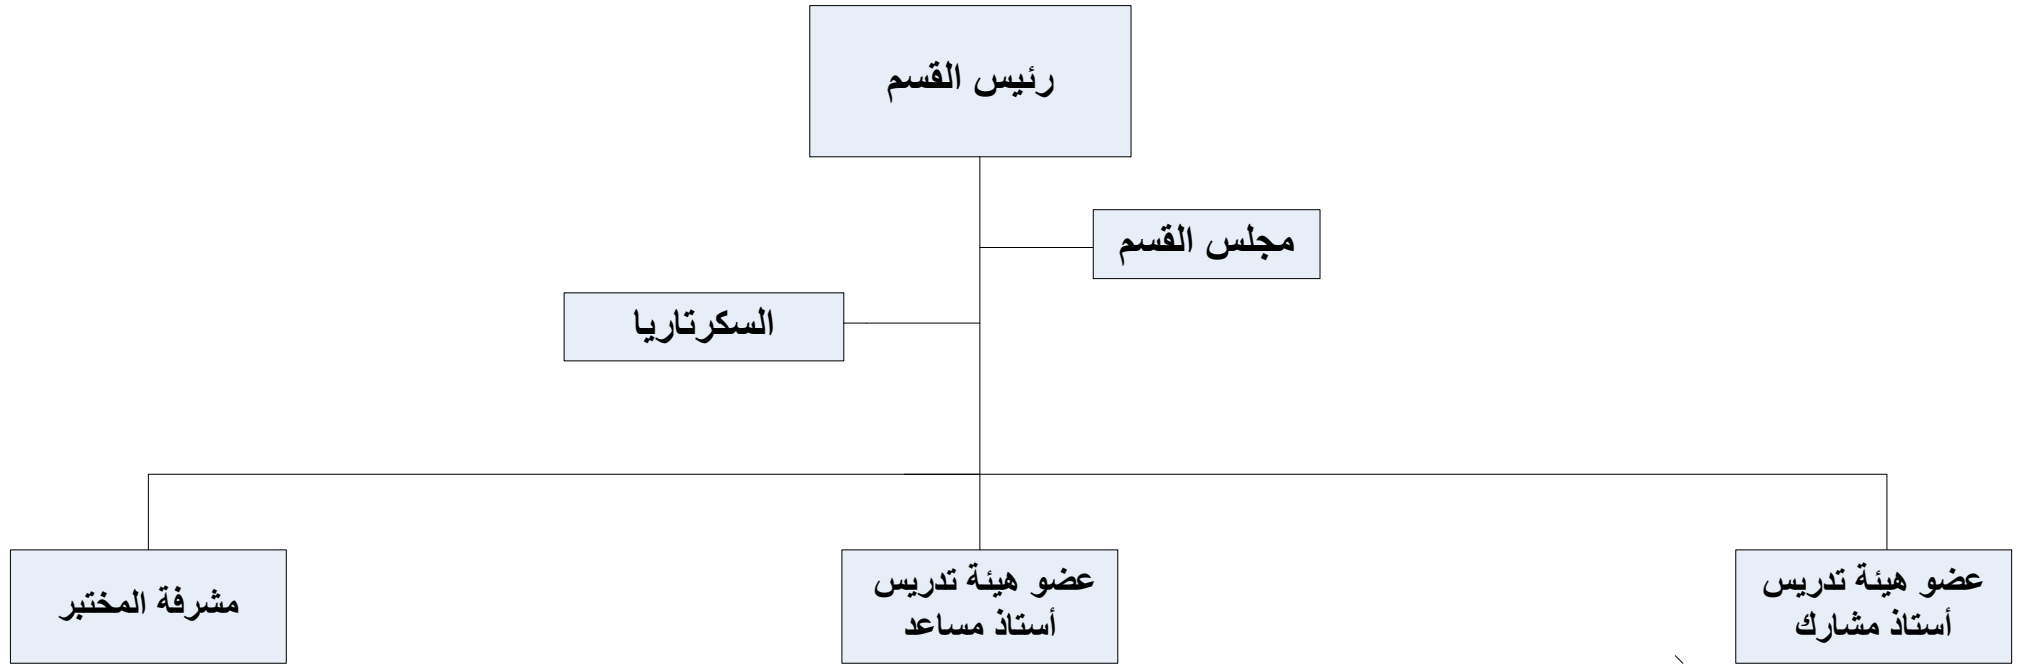 رئيس القسم
مجلس القسم
السكرتاريا
عضو هيئة تدريس
أستاذ مشارك
عضو هيئة تدريس
أستاذ مساعد
مشرفة المختبر